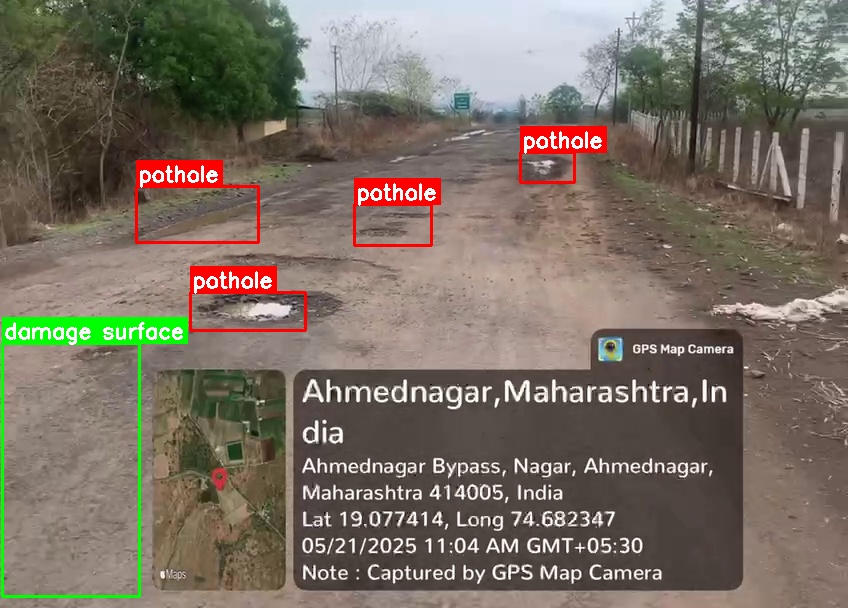 pothole
pothole
pothole
pothole
damage surface
GPS Map Camera
Ahmednagar,Maharashtra,In
dia
Ahmednagar Bypass, Nagar, Ahmednagar,
Maharashtra 414005, India
Lat 19.077414, Long 74.682347
05/21/2025 11:04 AM GMT+05:30
Note : Captured by GPS Map Camera
Maps